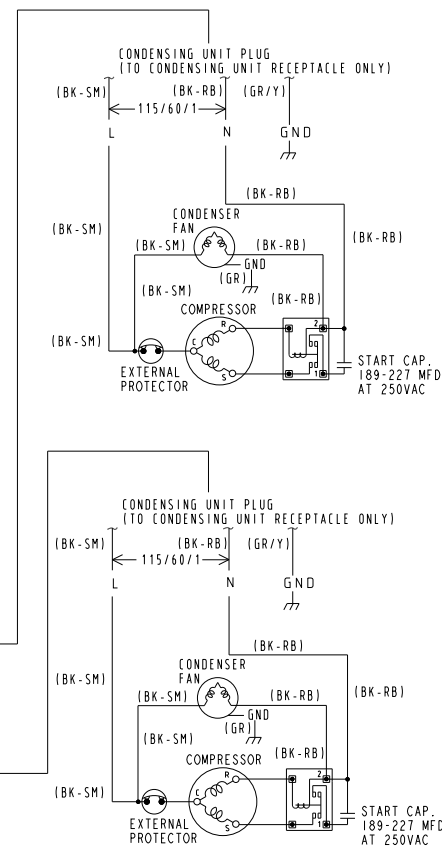 CONDENSING UNIT PLUG
(TO CONDENSING UNIT RECEPTACLE ONLY)
(BK-SM)
(BK-RB)
(GR/Y)
115/60/1
L
N
GND
(BK-RB)
CONDENSER
FAN
(BK-SM)
(BK-SM)
(BK-RB)
(BK-RB)
GND
(GR)
(BK-SM)
(BK-RB)
COMPRESSOR
(BK-SM)
R
2
C
EXTERNAL
PROTECTOR
S
1
START CAP.
189-227 MFD
AT 250VAC
CONDENSING UNIT PLUG
(TO CONDENSING UNIT RECEPTACLE ONLY)
(BK-SM)
(BK-RB)
(GR/Y)
115/60/1
L
N
GND
(BK-RB)
CONDENSER
FAN
(BK-SM)
(BK-SM)
(BK-RB)
(BK-RB)
GND
(GR)
(BK-SM)
(BK-RB)
COMPRESSOR
(BK-SM)
R
2
C
EXTERNAL
PROTECTOR
S
1
START CAP.
189-227 MFD
AT 250VAC